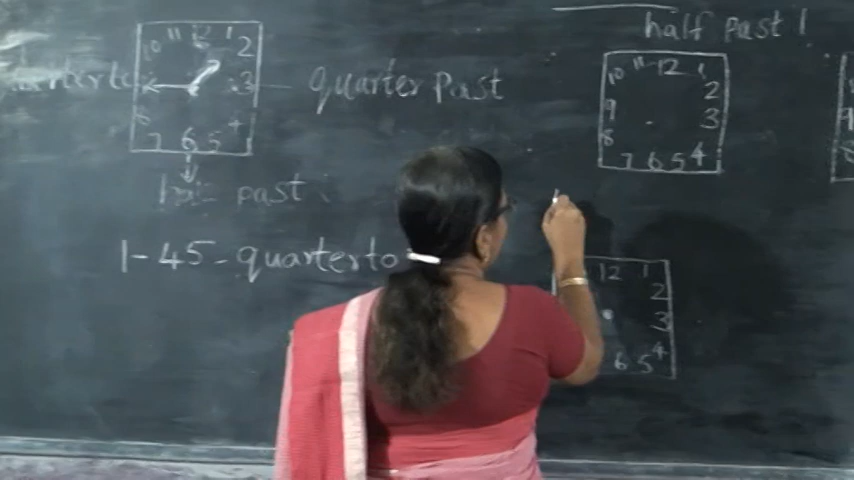 half past 1
11 12 1
10 2
3
8
7 6 5 4
quarter past
10 11 12 1
2
9 3
8
7 6 5 4
past
1-45- quarter to
12 1
2
3
6 5 4